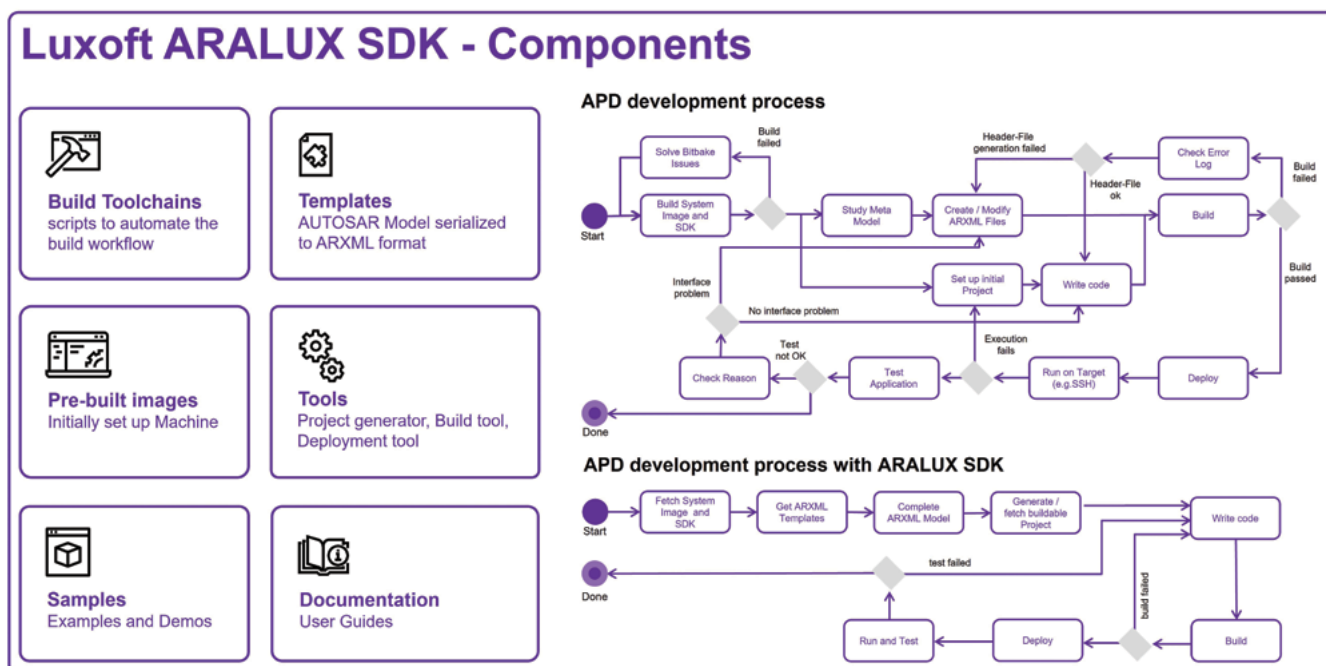 Luxoft ARALUX SDK - Components
Build Toolchains
scripts to automate the
build workflow
Templates
AUTOSAR Model serialized
to ARXML format
Pre-built images
Initially set up Machine
Tools
Project generator, Build tool,
Deployment tool
Samples
Examples and Demos
Documentation
User Guides
APD development process
Build
failed
Solve Bitbake
Issues
Header-File
generation failed
Check Error
Log
Build
failed
Header-File
ok
Start
Build System
Image and
SDK
Study Meta
Model
Create / Modify
ARXML Files
Build
Build
passed
Interface
problem
Set up initial
Project
Write code
No interface problem
Test
not OK
Execution
fails
Check Reason
Test
Application
Run on Target
(e.g.SSH)
Deploy
Done
APD development process with ARALUX SDK
Start
Fetch System
Image and
SDK
Get ARXML
Templates
Complete
ARXML Model
Generate /
fetch buildable
Project
Write code
test failed
Done
build failed
Run and Test
Deploy
Build